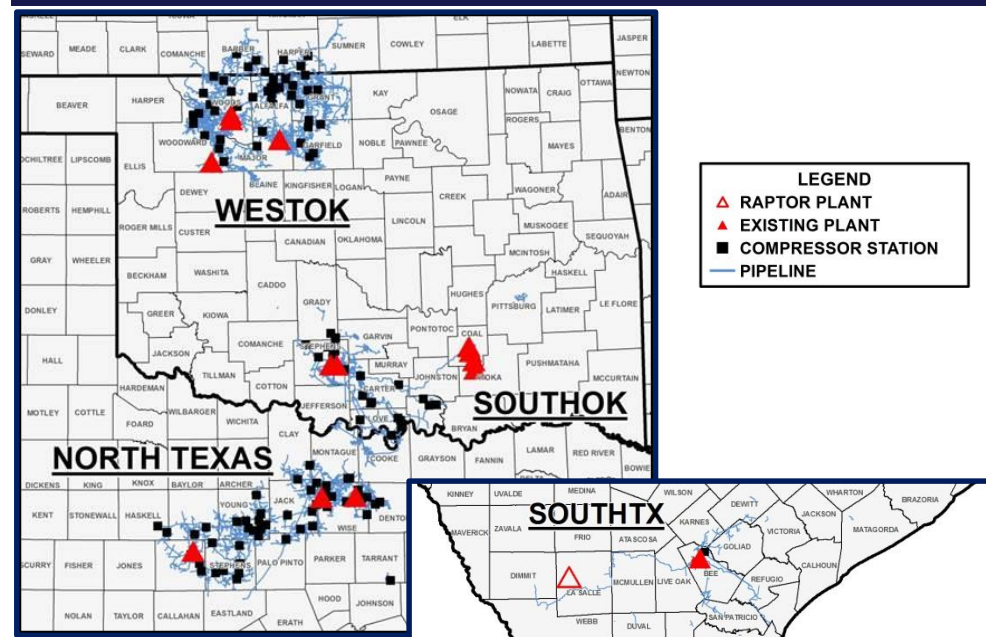 SEWARD MEADE CLARK COMANCHE BARBER HARPER SUMNER COWLEY ELK LABETTE JASPER
NEWTON
BEAVER HARPER WOODS ALFALFA GRANT KAY OSAGE NOWATA CRAIG OTTAWA
ROGERS
BENTON
OCHILTREE LIPSCOMB ELLIS WOODWARD MAJOR GARFIELD NOBLE PAWNEE MAYES
DEWEY BLAINE KINGFISHER LOGAN PAYNE CREEK WAGONER ADAIR
WESTOK
ROBERTS HEMPHILL ROGER MILLS CUSTER CANADIAN OKLAHOMA LINCOLN MUSKOGEE SEQUOYAH
MCINTOSH
GRAY WHEELER BECKHAM WASHITA CADDO HASKELL
DONLEY GREER KIOWA GRADY HUGHES PITTSBURG LATIMER LE FLORE
COMANCHE STEPHENS GARVIN PONTOTOC COAL
HALL JACKSON TILLMAN COTTON MURRAY JOHNSTON PUSHMATAHA MCCURTAIN
HARDEMAN JEFFERSON CARTER LOVE BRYAN CHOCTAW
SOUTHOK
MOTLEY COTTLE FOARD WILBARGER WICHITA CLAY MONTAGUE COOKE GRAYSON FANNIN LAMAR RED RIVER BOWIE
NORTH TEXAS
DICKENS KING KNOX BAYLOR ARCHER
KENT STONEWALL HASKELL YOUNG JACK WISE DENTO
SCURRY FISHER JONES STEPHENS PALO PINTO PARKER TARRANT
NOLAN TAYLOR CALLAHAN EASTLAND ERATH HOOD JOHNSON
LEGEND
RAPTOR PLANT
EXISTING PLANT
COMPRESSOR STATION
PIPELINE
KINNEY UVALDE MEDINA WILSON DEWITT WHARTON BRAZORIA
SOUTHTX
MAVERICK ZAVALA FRIO ATASCOSA KARNES GOLIAD VICTORIA JACKSON MATAGORDA
DIMMIT LA SALLE MCMULLEN LIVE OAK BEE REFUGIO CALHOUN
WEBB DUVAL SAN PATRICIO